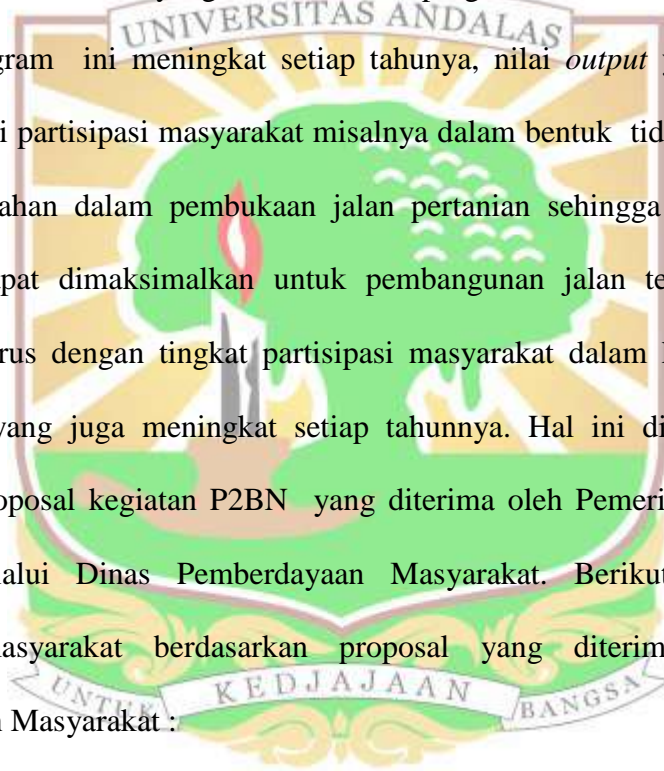 UNIVERSITAS ANDALAS
gram ini meningkat setiap tahunya, nilai output
i partisipasi masyarakat misalnya dalam bentuk tid
ahan dalam pembukaan jalan pertanian sehingga
pat dimaksimalkan untuk pembangunan jalan te
rus dengan tingkat partisipasi masyarakat dalam
yang juga meningkat setiap tahunnya. Hal ini di
oposal kegiatan P2BN yang diterima oleh Pemeri
alui Dinas Pemberdayaan Masyarakat. Berikut
asyarakat berdasarkan proposal yang diterim
UNTUK KEDJAJAAN BANGSA
n Masyarakat :